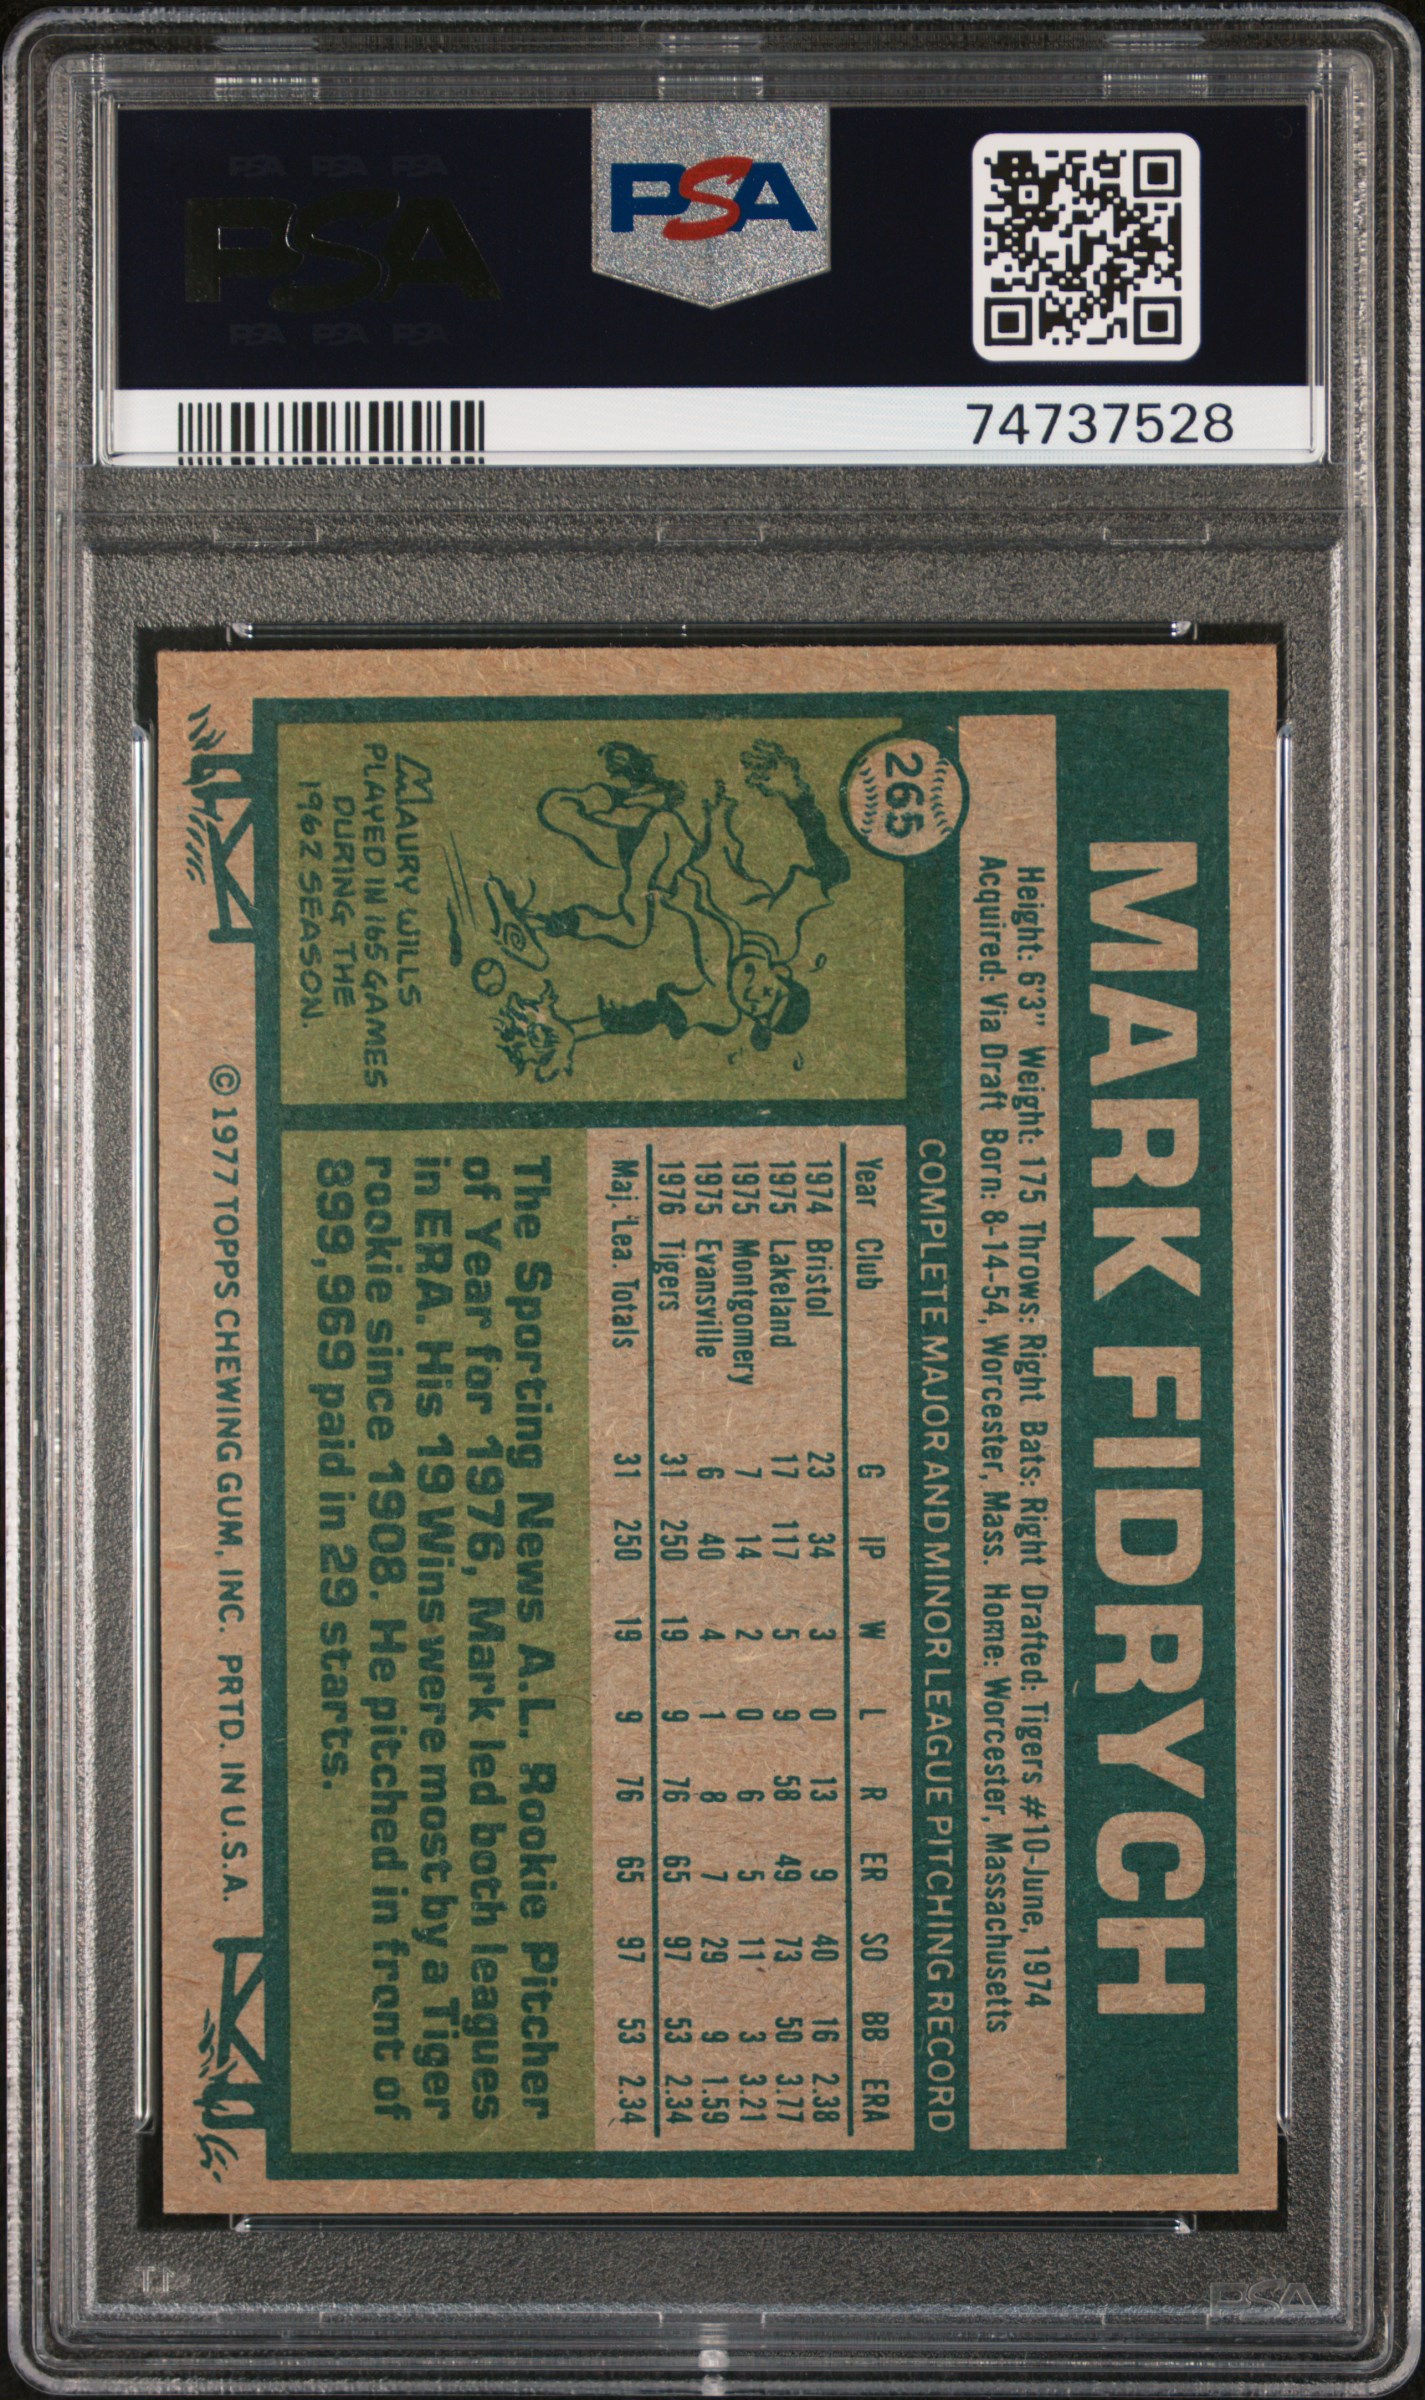 PSA PSA PSA
PSA
PSA PSA PSA
PSA
74737528
MARK FIDRYCH
Height: 6'3" Weight: 175 Throws: Right Bats: Right Drafted: Tigers #10-June, 1974
Acquired: Via Draft Born: 8-14-54, Worcester, Mass. Home: Worcester, Massachusetts
265
COMPLETE MAJOR AND MINOR LEAGUE PITCHING RECORD
Year Club G IP W L R ER SO BB ERA
1974 Bristol 23 34 3 0 13 9 40 16 2.38
1975 Lakeland 17 117 5 9 58 49 73 50 3.77
1975 Montgomery 7 14 2 0 6 5 11 3 3.21
1975 Evansville 6 40 4 1 8 7 29 9 1.59
1976 Tigers 31 250 19 9 76 65 97 53 2.34
Maj. Lea. Totals 31 250 19 9 76 65 97 53 2.34
MAURY WILLS
PLAYED IN 165 GAMES
DURING THE
1962 SEASON.
The Sporting News A.L. Rookie Pitcher
of Year for 1976, Mark led both leagues
in ERA. His 19 Wins were most by a Tiger
rookie since 1908. He pitched in front of
899,969 paid in 29 starts.
© 1977 TOPPS CHEWING GUM, INC. PRTD. IN U.S.A.
PSA